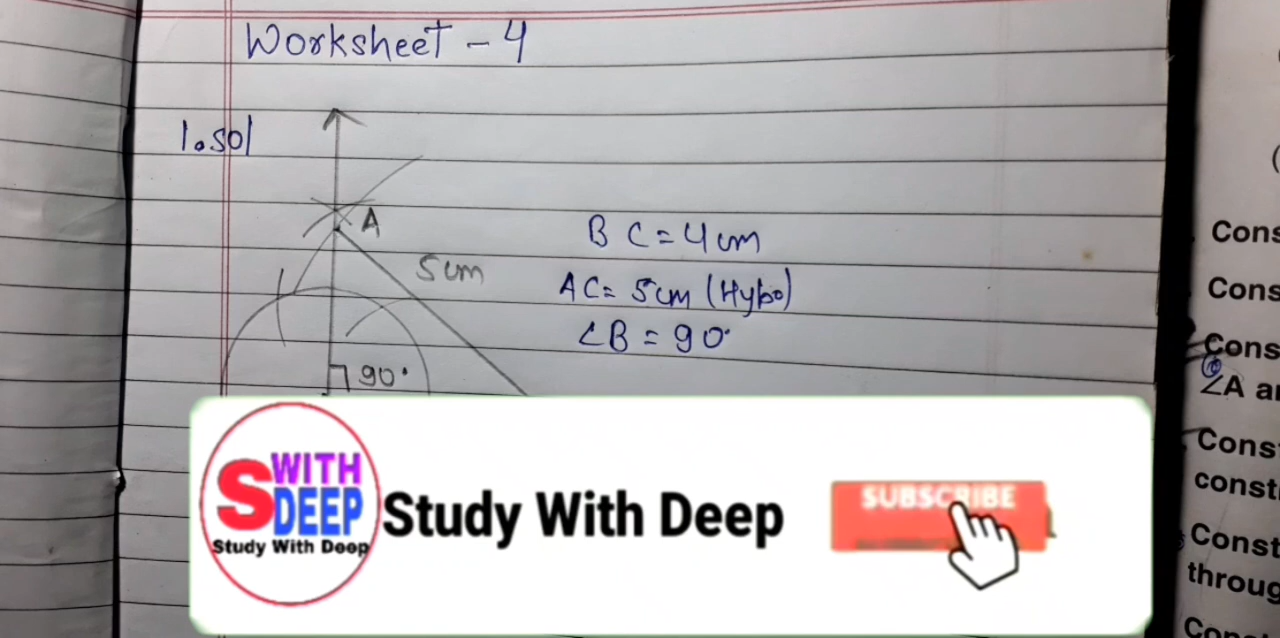 Worksheet - 4
1.sol
A
5cm
BC = 4cm
AC = 5cm (Hypo)
∠B = 90°
90°
Cons
Cons
Cons
∠A a
Cons
const
Const
throug
WITH
S DEEP
Study With Deep
Study With Deep
SUBSCRIBE